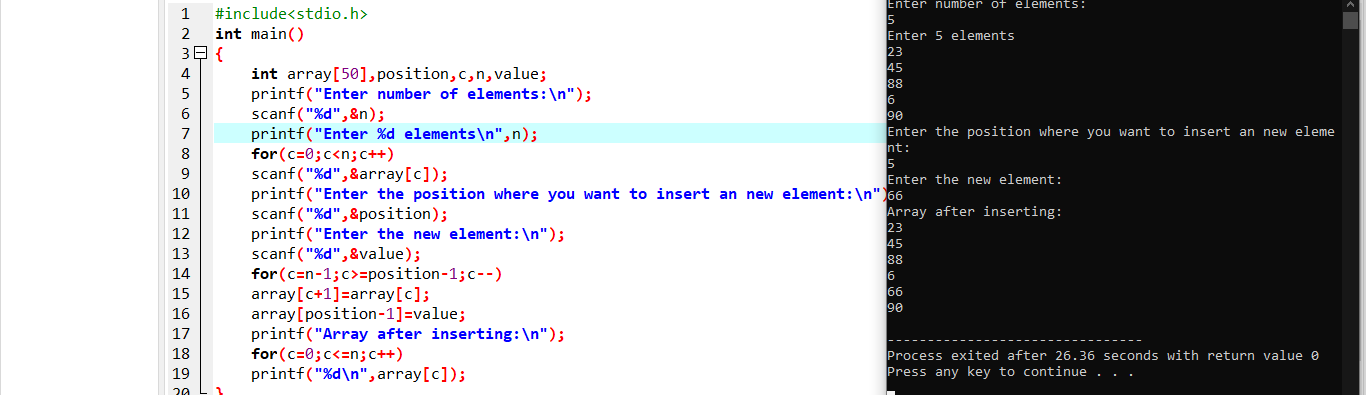 1 #include<stdio.h>
2 int main()
3 {
4 int array[50],position,c,n,value;
5 printf("Enter number of elements:\n");
6 scanf("%d",&n);
7 printf("Enter %d elements\n",n);
8 for(c=0;c<n;c++)
9 scanf("%d",&array[c]);
10 printf("Enter the position where you want to insert an new element:\n")
11 scanf("%d",&position);
12 printf("Enter the new element:\n");
13 scanf("%d",&value);
14 for(c=n-1;c>=position-1;c--)
15 array[c+1]=array[c];
16 array[position-1]=value;
17 printf("Array after inserting:\n");
18 for(c=0;c<=n;c++)
19 printf("%d\n",array[c]);
20 }
Enter number of elements:
5
Enter 5 elements
23
45
88
6
90
Enter the position where you want to insert an new eleme
nt:
5
Enter the new element:
66
Array after inserting:
23
45
88
6
66
90
--------------------------------
Process exited after 26.36 seconds with return value 0
Press any key to continue . . .